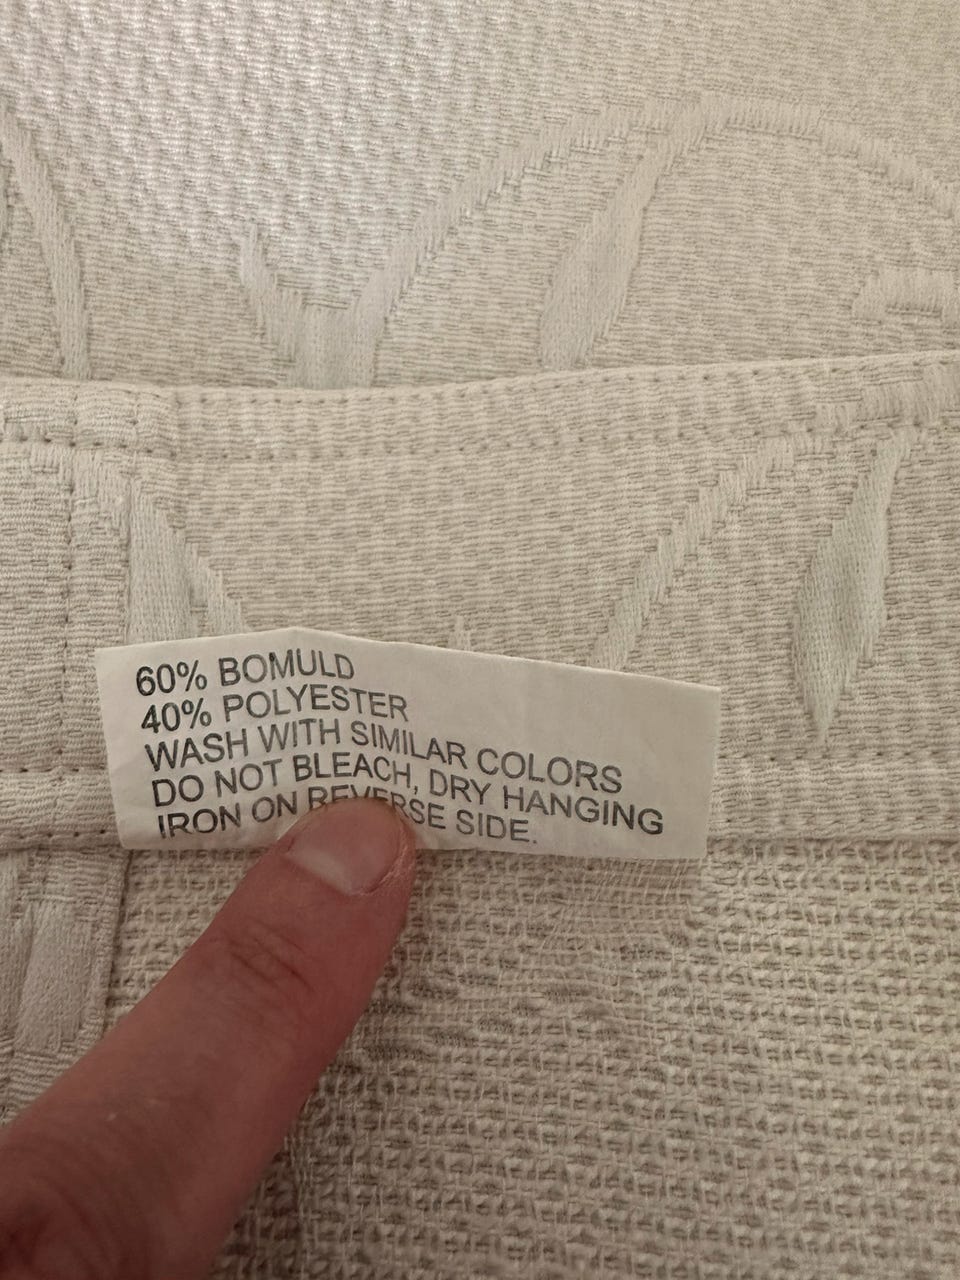 60% BOMULD
40% POLYESTER
WASH WITH SIMILAR COLORS
DO NOT BLEACH, DRY HANGING
IRON ON REVERSE SIDE.